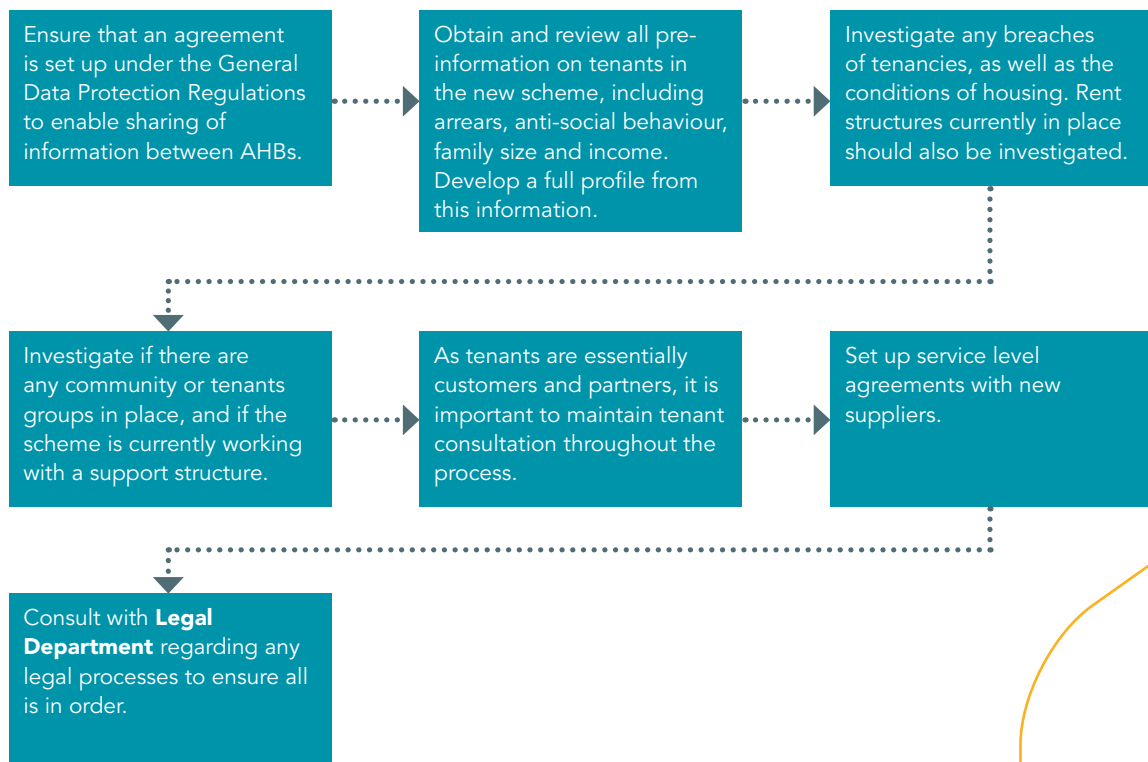 Ensure that an agreement
is set up under the General
Data Protection Regulations
to enable sharing of
information between AHBs.
Obtain and review all pre-
information on tenants in
the new scheme, including
arrears, anti-social behaviour,
family size and income.
Develop a full profile from
this information.
Investigate any breaches
of tenancies, as well as the
conditions of housing. Rent
structures currently in place
should also be investigated.
Investigate if there are
any community or tenants
groups in place, and if the
scheme is currently working
with a support structure.
As tenants are essentially
customers and partners, it is
important to maintain tenant
consultation throughout the
process.
Set up service level
agreements with new
suppliers.
Consult with Legal
Department regarding any
legal processes to ensure all
is in order.